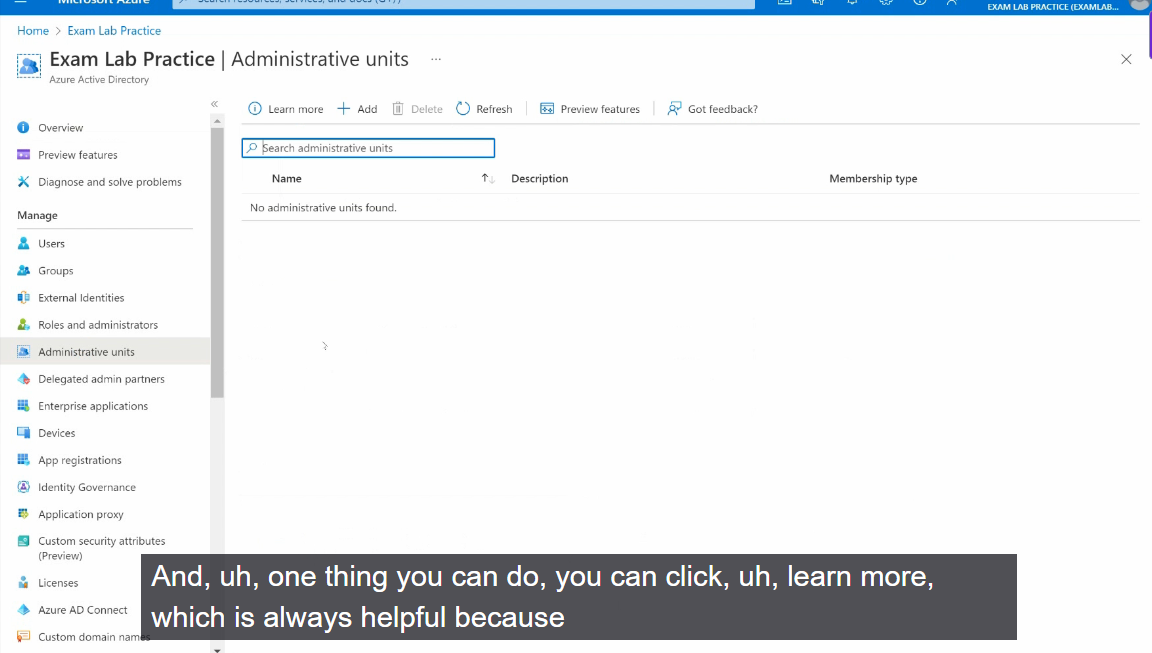 Microsoft Azure
Search resources, services, and docs (G+/)
EXAM LAB PRACTICE (EXAMLAB...
Home > Exam Lab Practice
Exam Lab Practice | Administrative units ...
Azure Active Directory
Learn more
Add
Delete
Refresh
Preview features
Got feedback?
Overview
Preview features
Diagnose and solve problems
Manage
Users
Groups
External Identities
Roles and administrators
Administrative units
Delegated admin partners
Enterprise applications
Devices
App registrations
Identity Governance
Application proxy
Custom security attributes
(Preview)
Licenses
Azure AD Connect
Custom domain names
Search administrative units
Name
Description
Membership type
No administrative units found.
And, uh, one thing you can do, you can click, uh, learn more,
which is always helpful because